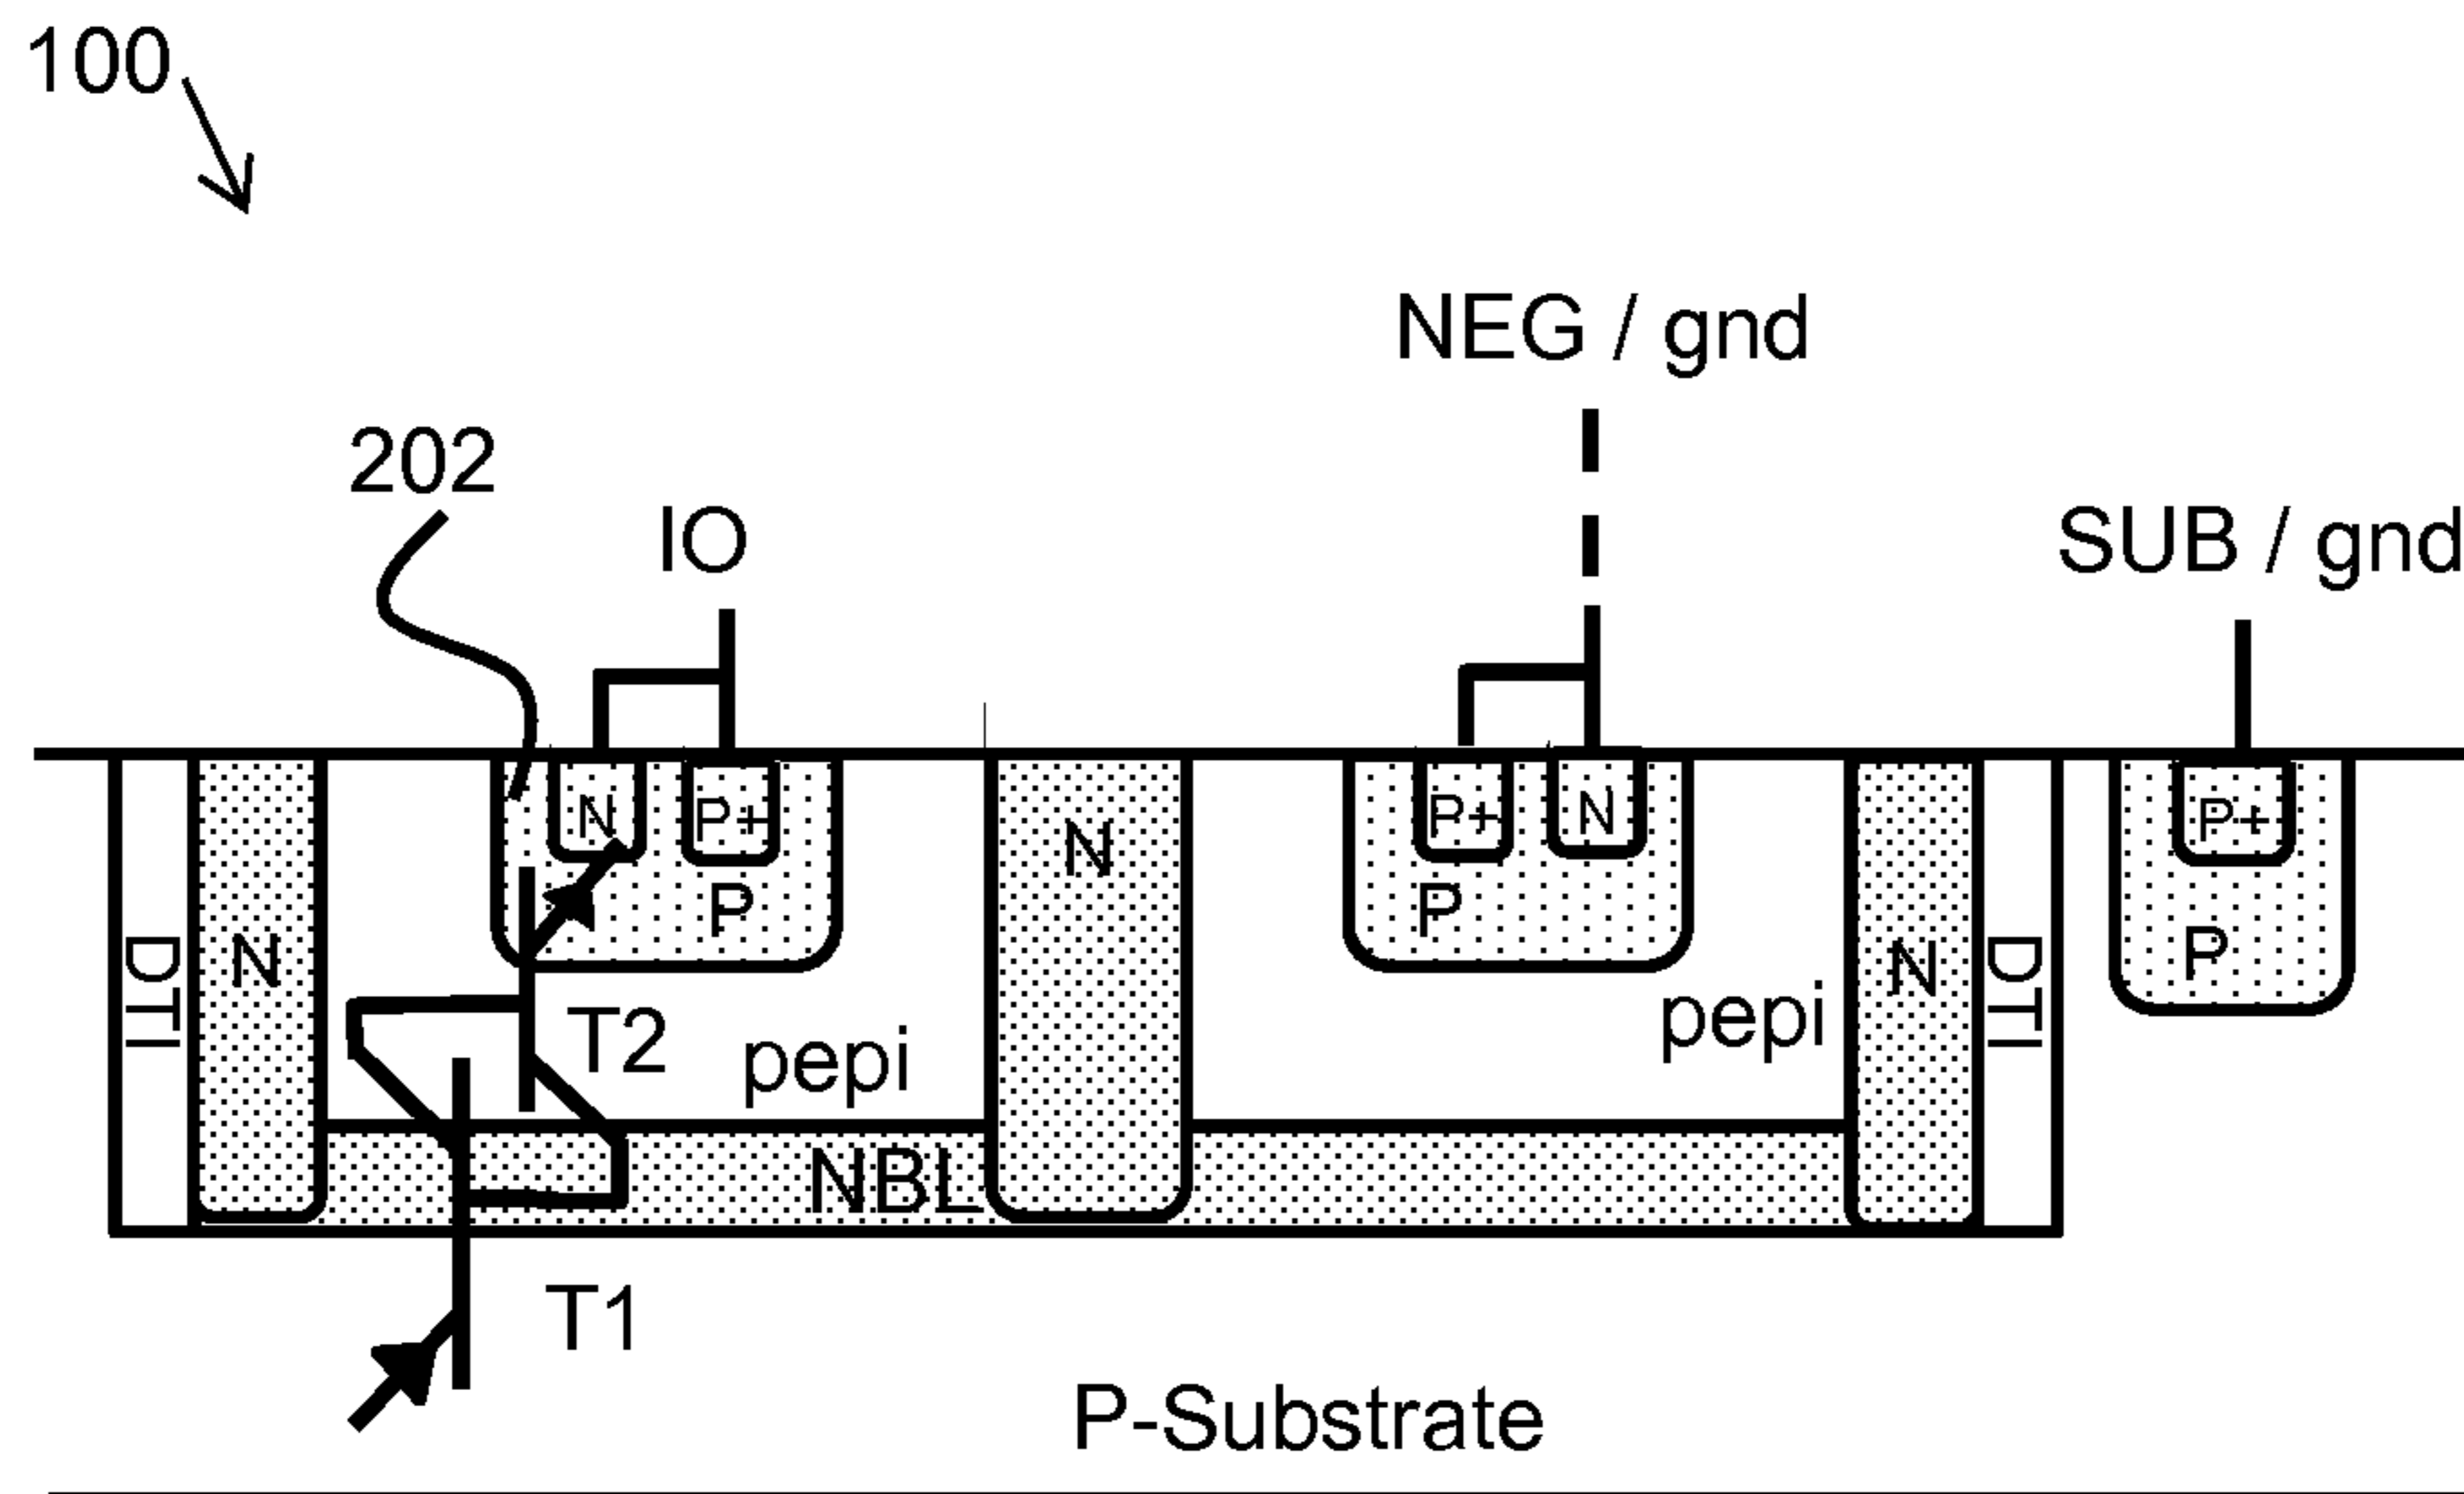 100
NEG / gnd
202
IO
SUB / gnd
N
P+
N
P+
N
P+
P
P
P
DTI
N
N
DTI
T2
pepi
pepi
NBL
T1
P-Substrate